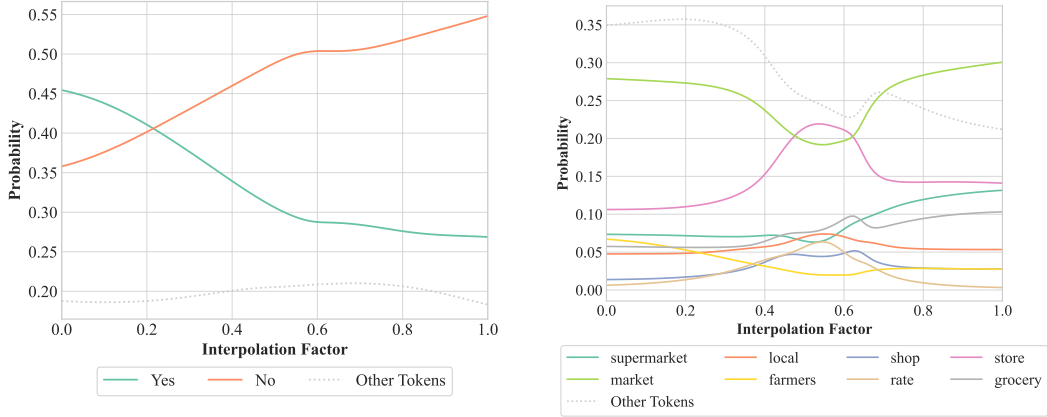 0.55
0.50
0.45
0.40
0.35
0.30
0.25
0.20
Probability
0.0 0.2 0.4 0.6 0.8 1.0
Interpolation Factor
Yes No Other Tokens
0.35
0.30
0.25
0.20
0.15
0.10
0.05
0.00
Probability
0.0 0.2 0.4 0.6 0.8 1.0
Interpolation Factor
supermarket local shop store
market farmers rate grocery
Other Tokens